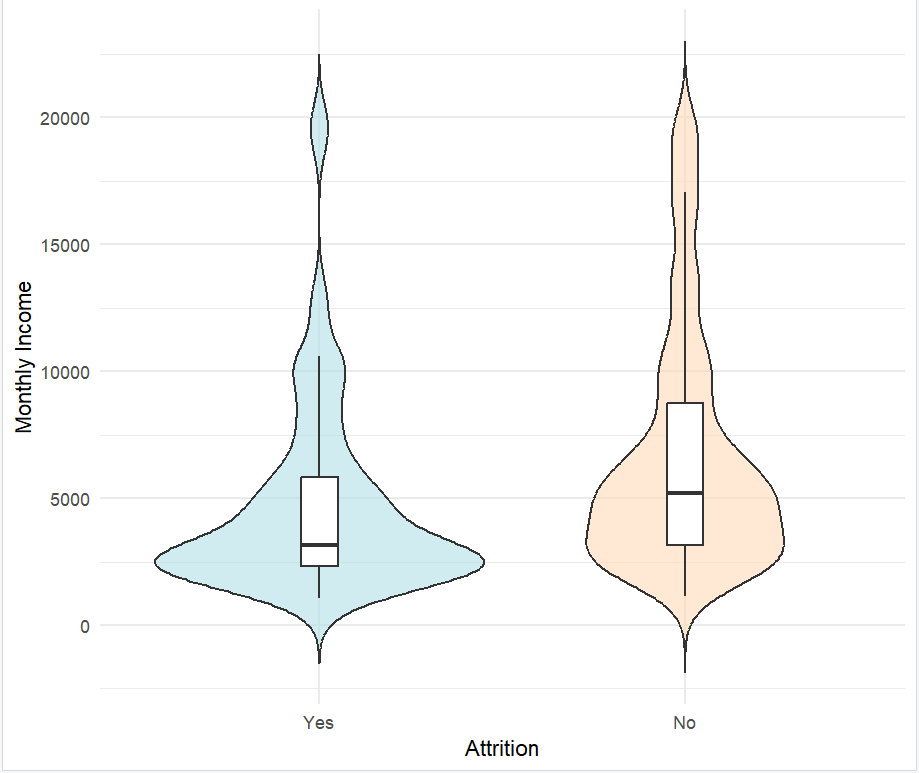 20000
15000
10000
5000
0
Monthly Income
Yes
No
Attrition